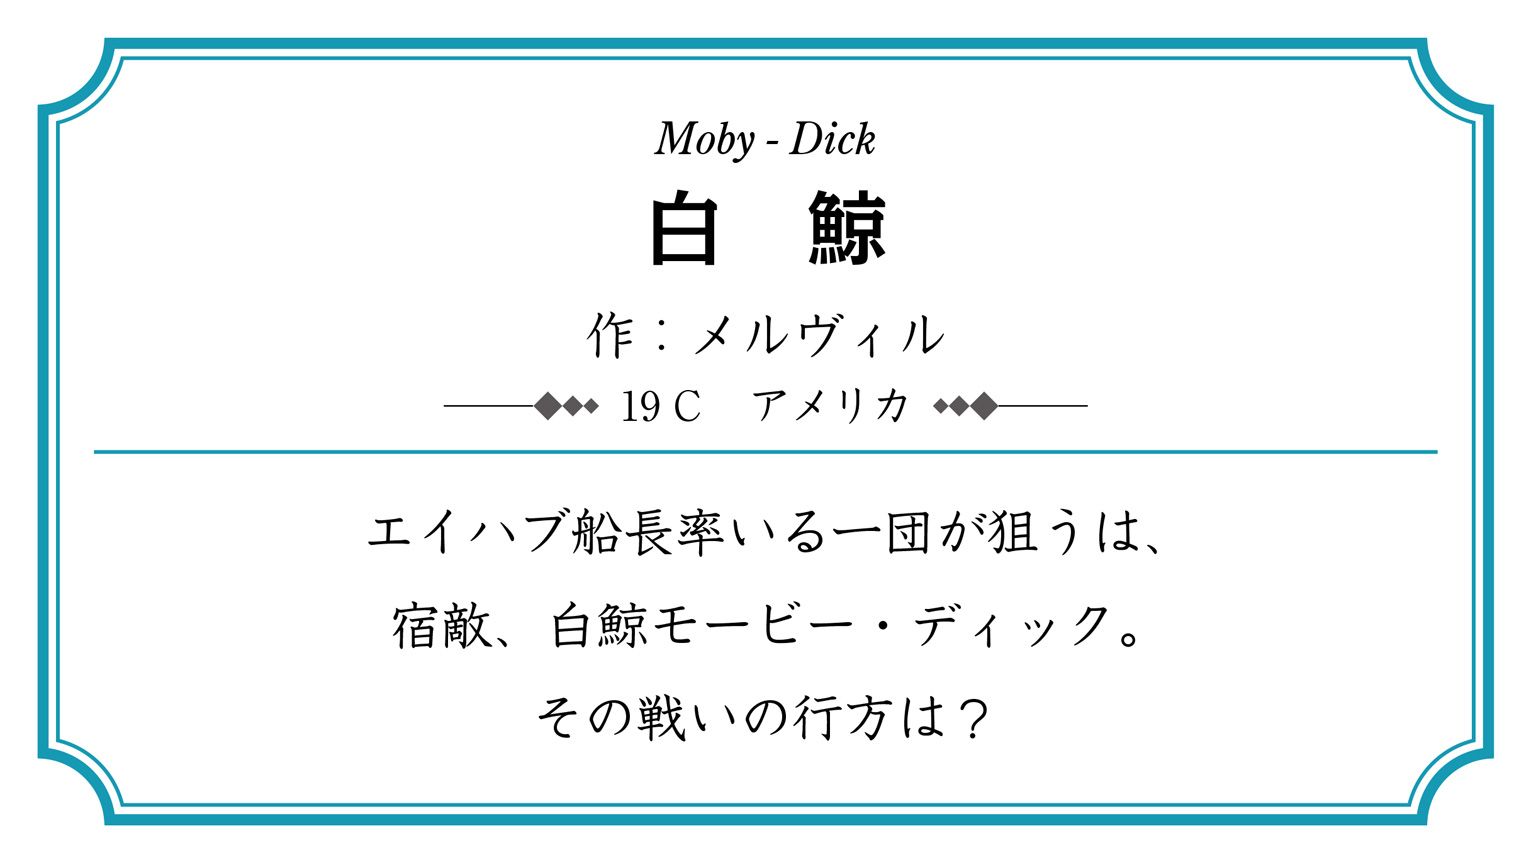 Moby - Dick
白　鯨
作：メルヴィル
19 C　アメリカ
エイハブ船長率いる一団が狙うは、
宿敵、白鯨モービー・ディック。
その戦いの行方は？